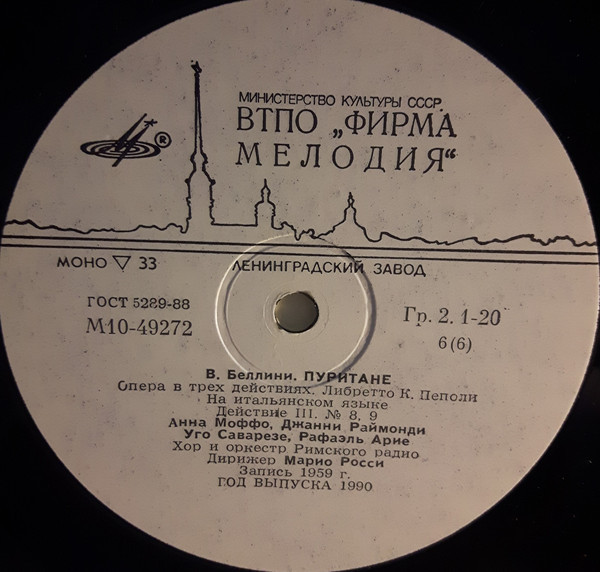 МИНИСТЕРСТВО КУЛЬТУРЫ СССР
ВТПО „ФИРМА
МЕЛОДИЯ“
®
МОНО ▽ 33
ЛЕНИНГРАДСКИЙ ЗАВОД
ГОСТ 5289-88
М10-49272
Гр. 2. 1-20
6(6)
В. Беллини. ПУРИТАНЕ
Опера в трех действиях. Либретто К. Пеполи
На итальянском языке
Действие III. № 8, 9
Анна Моффо, Джанни Раймонди
Уго Саварезе, Рафаэль Арие
Хор и оркестр Римского радио
Дирижер Марио Росси
Запись 1959 г.
ГОД ВЫПУСКА 1990